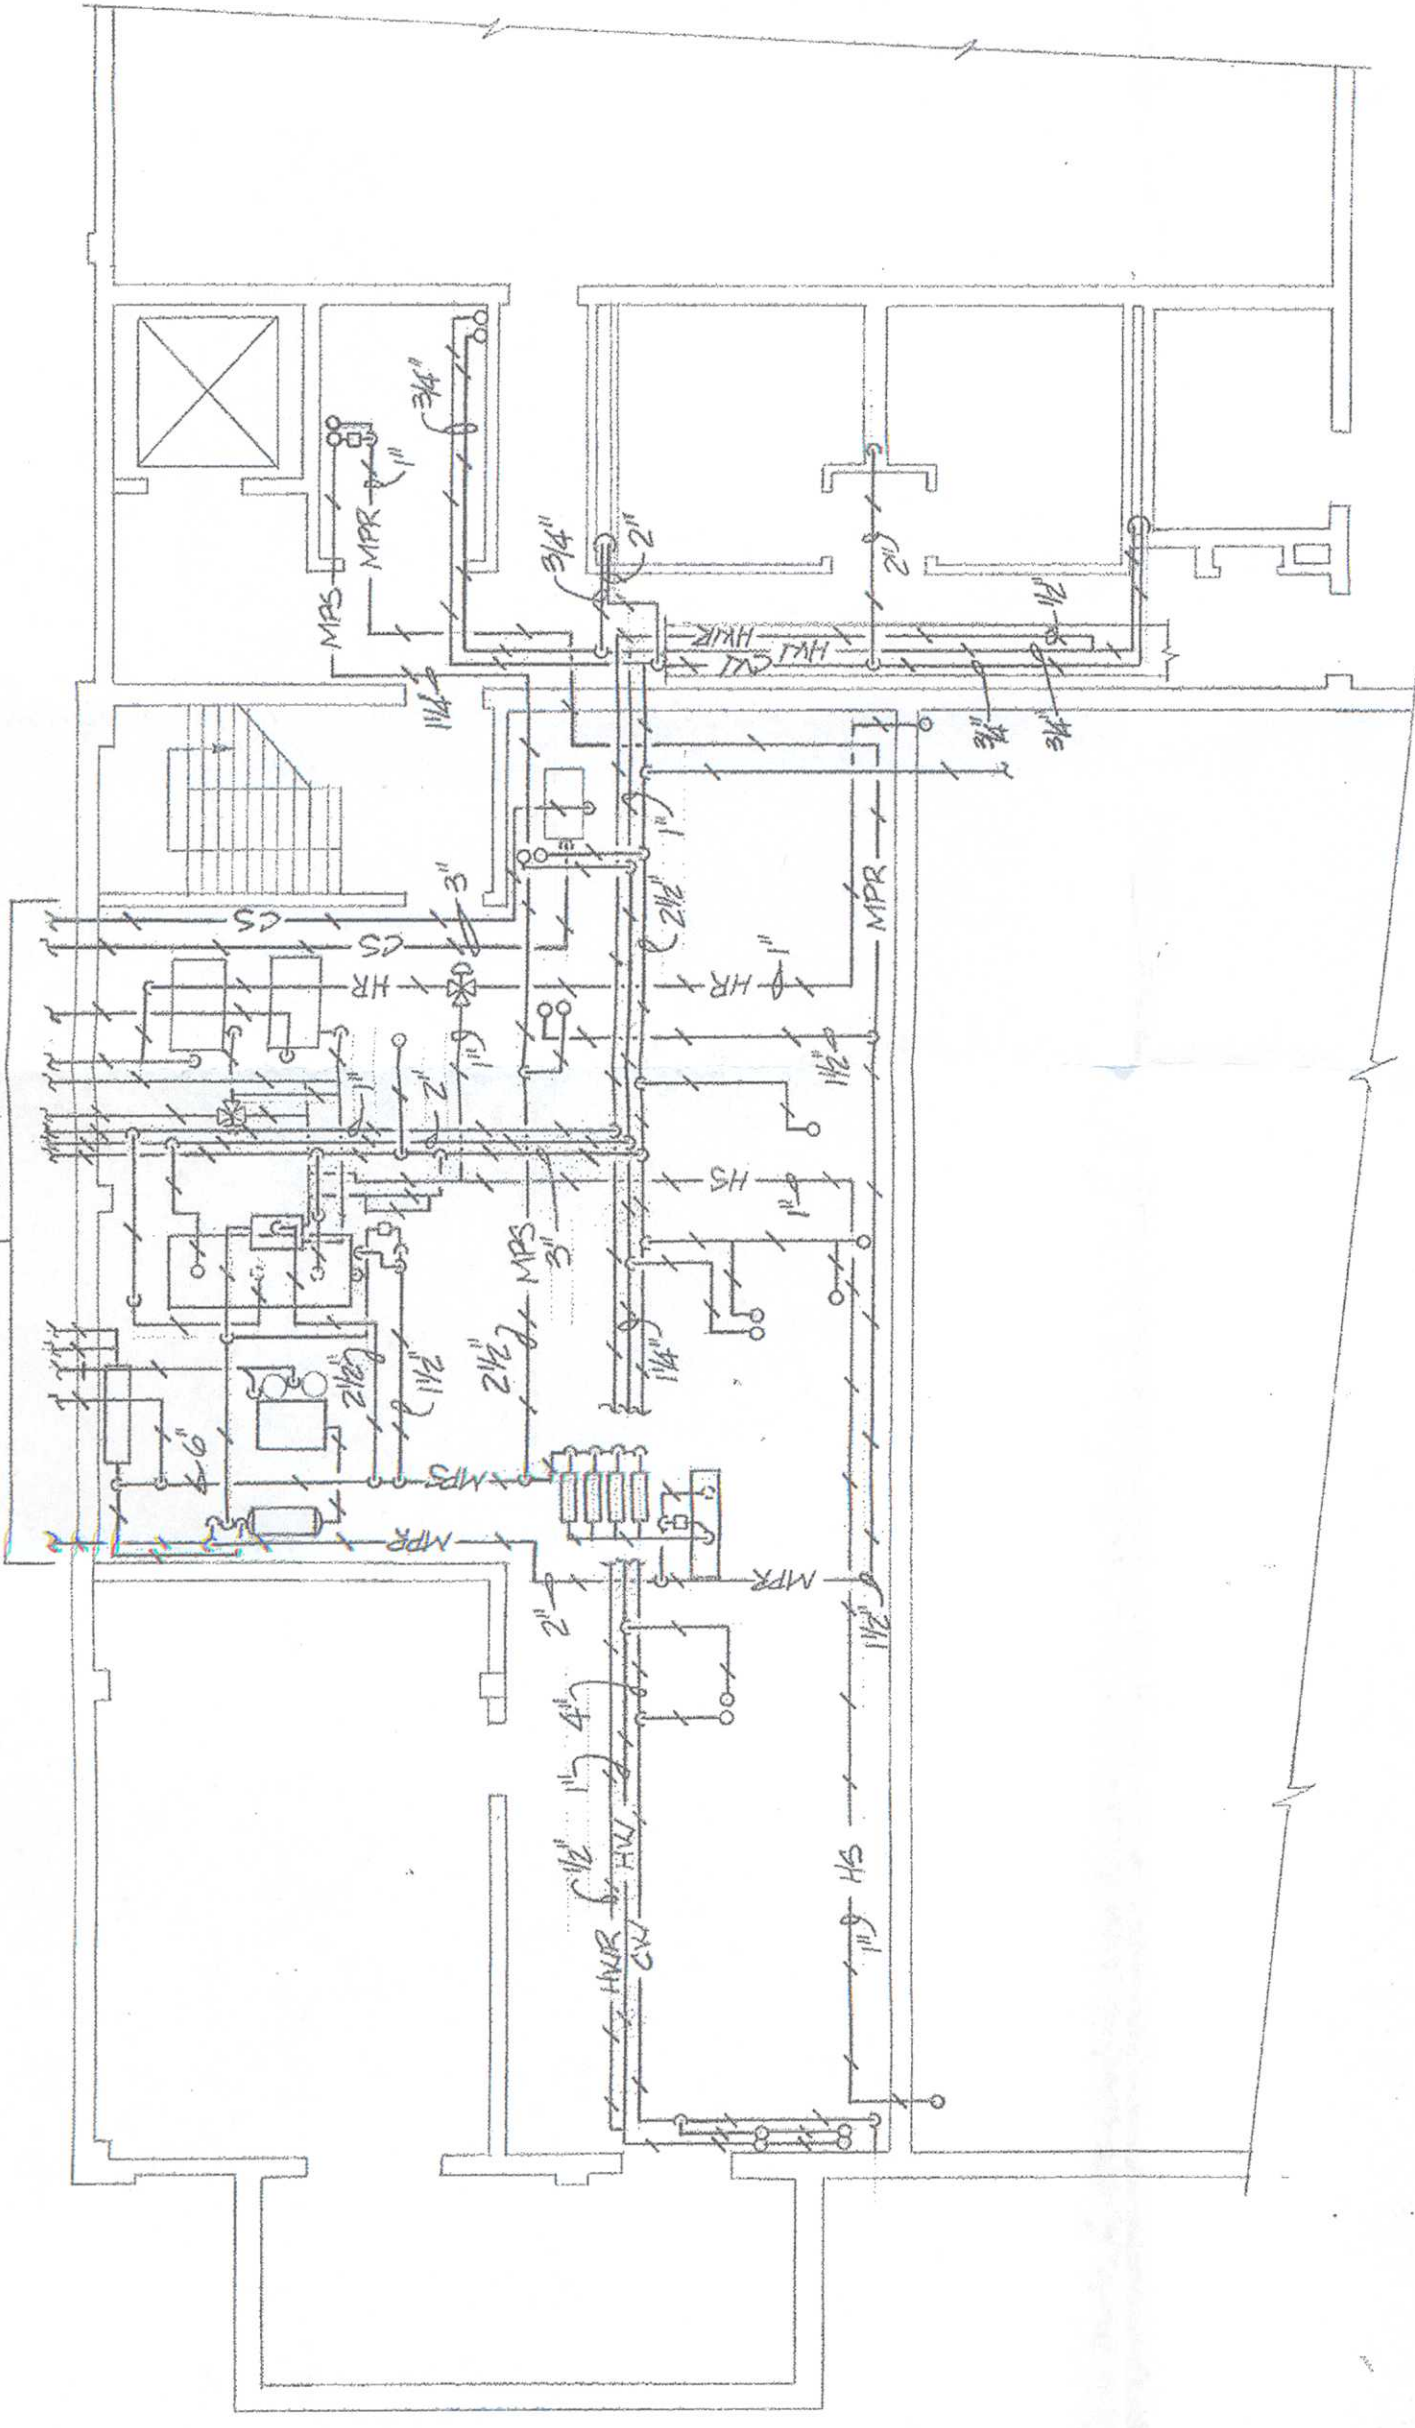 3/4"
1"
MPR
MPS
3/4"
2"
2"
1/2"
HWR
HW
CW
1 1/4"
3/4"
3/4"
1"
3"
2 1/2"
MPR
CS
CS
HR
HR
1"
1"
1 1/2"
1"
2"
HS
1"
MPS
3"
2 1/2"
1 1/2"
2 1/2"
1 1/4"
6"
MPS
MPR
MPR
2"
1 1/2"
4"
1"
1/2"
HW
HS
1"
HWR
CW